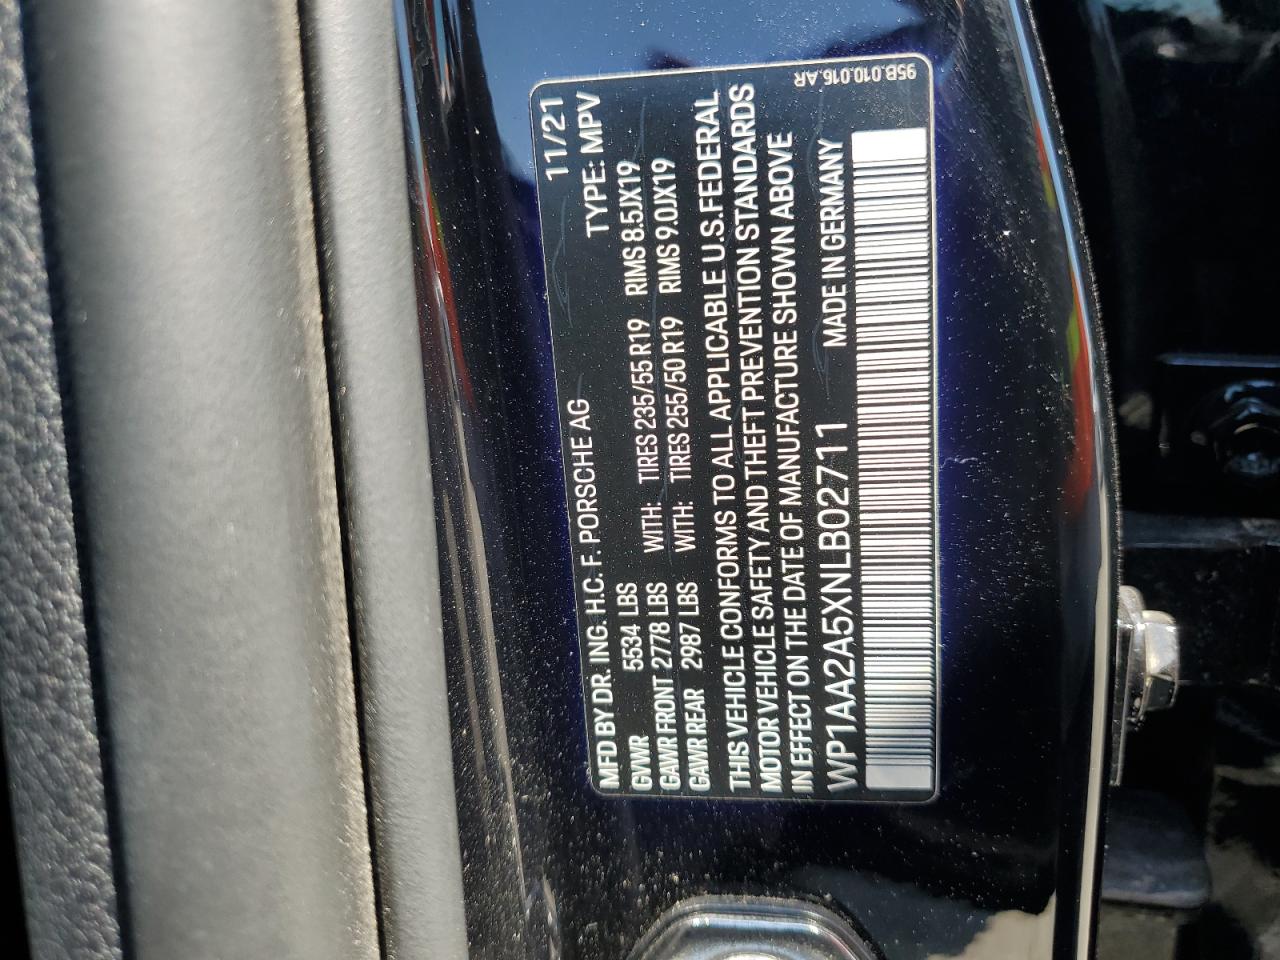 MFD BY DR. ING. H.C. F. PORSCHE AG 11/21
GVWR 5534 LBS TYPE: MPV
GAWR FRONT 2778 LBS WITH: TIRES 235/55 R19 RIMS 8.5JX19
GAWR REAR 2987 LBS WITH: TIRES 255/50 R19 RIMS 9.0JX19
THIS VEHICLE CONFORMS TO ALL APPLICABLE U.S.FEDERAL
MOTOR VEHICLE SAFETY AND THEFT PREVENTION STANDARDS
IN EFFECT ON THE DATE OF MANUFACTURE SHOWN ABOVE
WP1AA2A5XNLB02711 MADE IN GERMANY
95B.010.016.AR